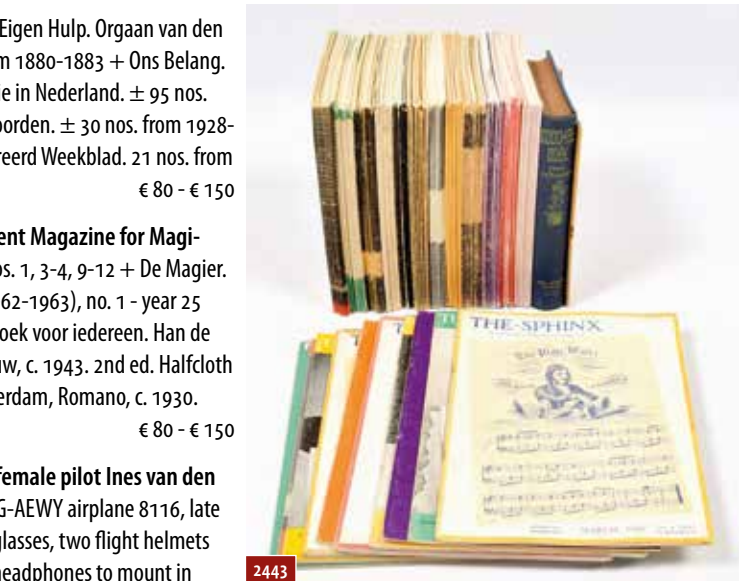 Eigen Hulp. Orgaan van den
m 1880-1883 + Ons Belang.
ie in Nederland. ± 95 nos.
oorden. ± 30 nos. from 1928-
reerd Weekblad. 21 nos. from
€ 80 - € 150
ent Magazine for Magi-
os. 1, 3-4, 9-12 + De Magier.
62-1963), no. 1 - year 25
oek voor iedereen. Han de
uw, c. 1943. 2nd ed. Halfcloth
erdam, Romano, c. 1930.
€ 80 - € 150
female pilot Ines van den
G-AEWY airplane 8116, late
glasses, two flight helmets
headphones to mount in
THE·SPHINX
2443